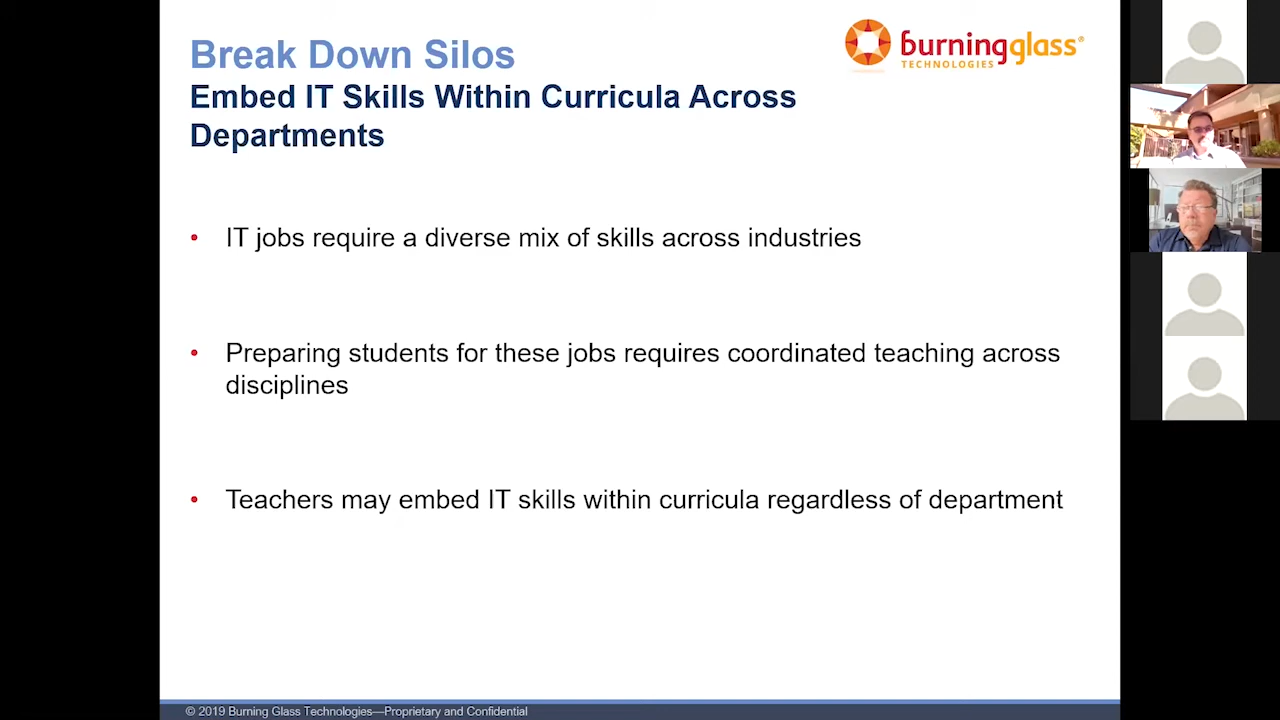 Break Down Silos
Embed IT Skills Within Curricula Across
Departments
burningglass®
TECHNOLOGIES
• IT jobs require a diverse mix of skills across industries
• Preparing students for these jobs requires coordinated teaching across
disciplines
• Teachers may embed IT skills within curricula regardless of department
© 2019 Burning Glass Technologies—Proprietary and Confidential